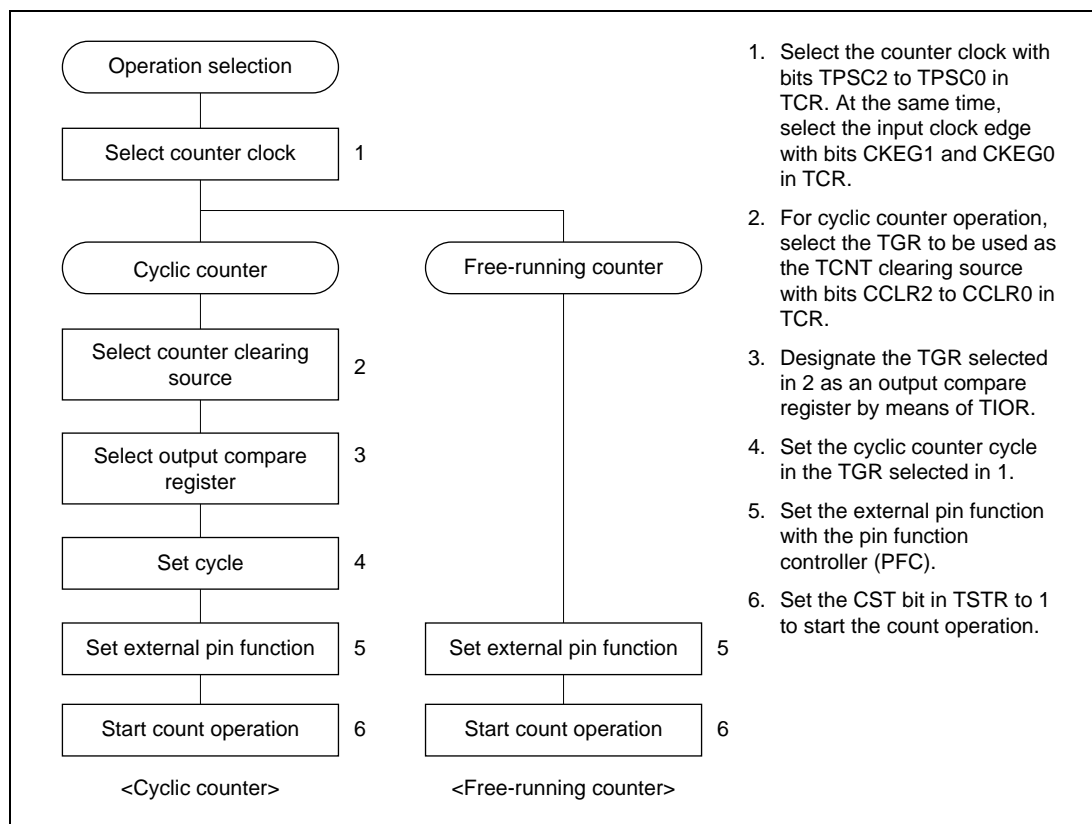 Operation selection
Select counter clock
1
Cyclic counter
Free-running counter
Select counter clearing
source
2
Select output compare
register
3
Set cycle
4
Set external pin function
5
Set external pin function
5
Start count operation
6
Start count operation
6
<Cyclic counter>
<Free-running counter>
1. Select the counter clock with
bits TPSC2 to TPSC0 in
TCR. At the same time,
select the input clock edge
with bits CKEG1 and CKEG0
in TCR.
2. For cyclic counter operation,
select the TGR to be used as
the TCNT clearing source
with bits CCLR2 to CCLR0 in
TCR.
3. Designate the TGR selected
in 2 as an output compare
register by means of TIOR.
4. Set the cyclic counter cycle
in the TGR selected in 1.
5. Set the external pin function
with the pin function
controller (PFC).
6. Set the CST bit in TSTR to 1
to start the count operation.